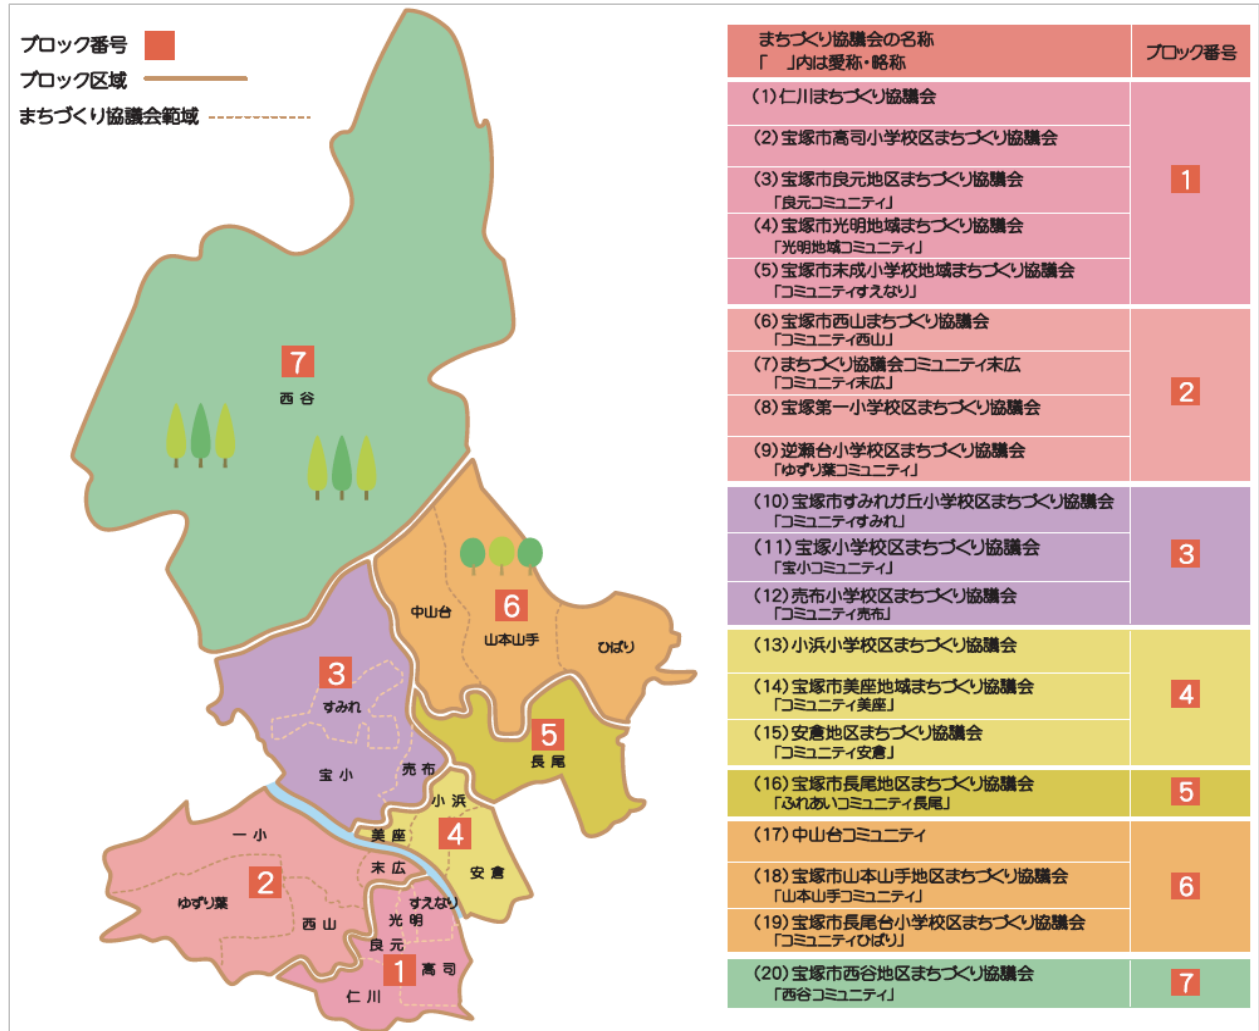 ブロック番号
ブロック区域
まちづくり協議会範域
7
西谷
中山台
6
山本山手
ひばり
3
すみれ
宝小
売布
5
長尾
小浜
美座
4
安倉
一小
末広
2
ゆずり葉
西山
すえなり
光明
良元
1
高司
仁川
まちづくり協議会の名称
「　」内は愛称・略称
ブロック番号
(1)仁川まちづくり協議会
(2)宝塚市高司小学校区まちづくり協議会
(3)宝塚市良元地区まちづくり協議会
「良元コミュニティ」
(4)宝塚市光明地域まちづくり協議会
「光明地域コミュニティ」
(5)宝塚市末成小学校地域まちづくり協議会
「コミュニティすえなり」
1
(6)宝塚市西山まちづくり協議会
「コミュニティ西山」
(7)まちづくり協議会コミュニティ末広
「コミュニティ末広」
(8)宝塚第一小学校区まちづくり協議会
(9)逆瀬台小学校区まちづくり協議会
「ゆずり葉コミュニティ」
2
(10)宝塚市すみれガ丘小学校区まちづくり協議会
「コミュニティすみれ」
(11)宝塚小学校区まちづくり協議会
「宝小コミュニティ」
(12)売布小学校区まちづくり協議会
「コミュニティ売布」
3
(13)小浜小学校区まちづくり協議会
(14)宝塚市美座地域まちづくり協議会
「コミュニティ美座」
(15)安倉地区まちづくり協議会
「コミュニティ安倉」
4
(16)宝塚市長尾地区まちづくり協議会
「ふれあいコミュニティ長尾」
5
(17)中山台コミュニティ
(18)宝塚市山本山手地区まちづくり協議会
「山本山手コミュニティ」
(19)宝塚市長尾台小学校区まちづくり協議会
「コミュニティひばり」
6
(20)宝塚市西谷地区まちづくり協議会
「西谷コミュニティ」
7